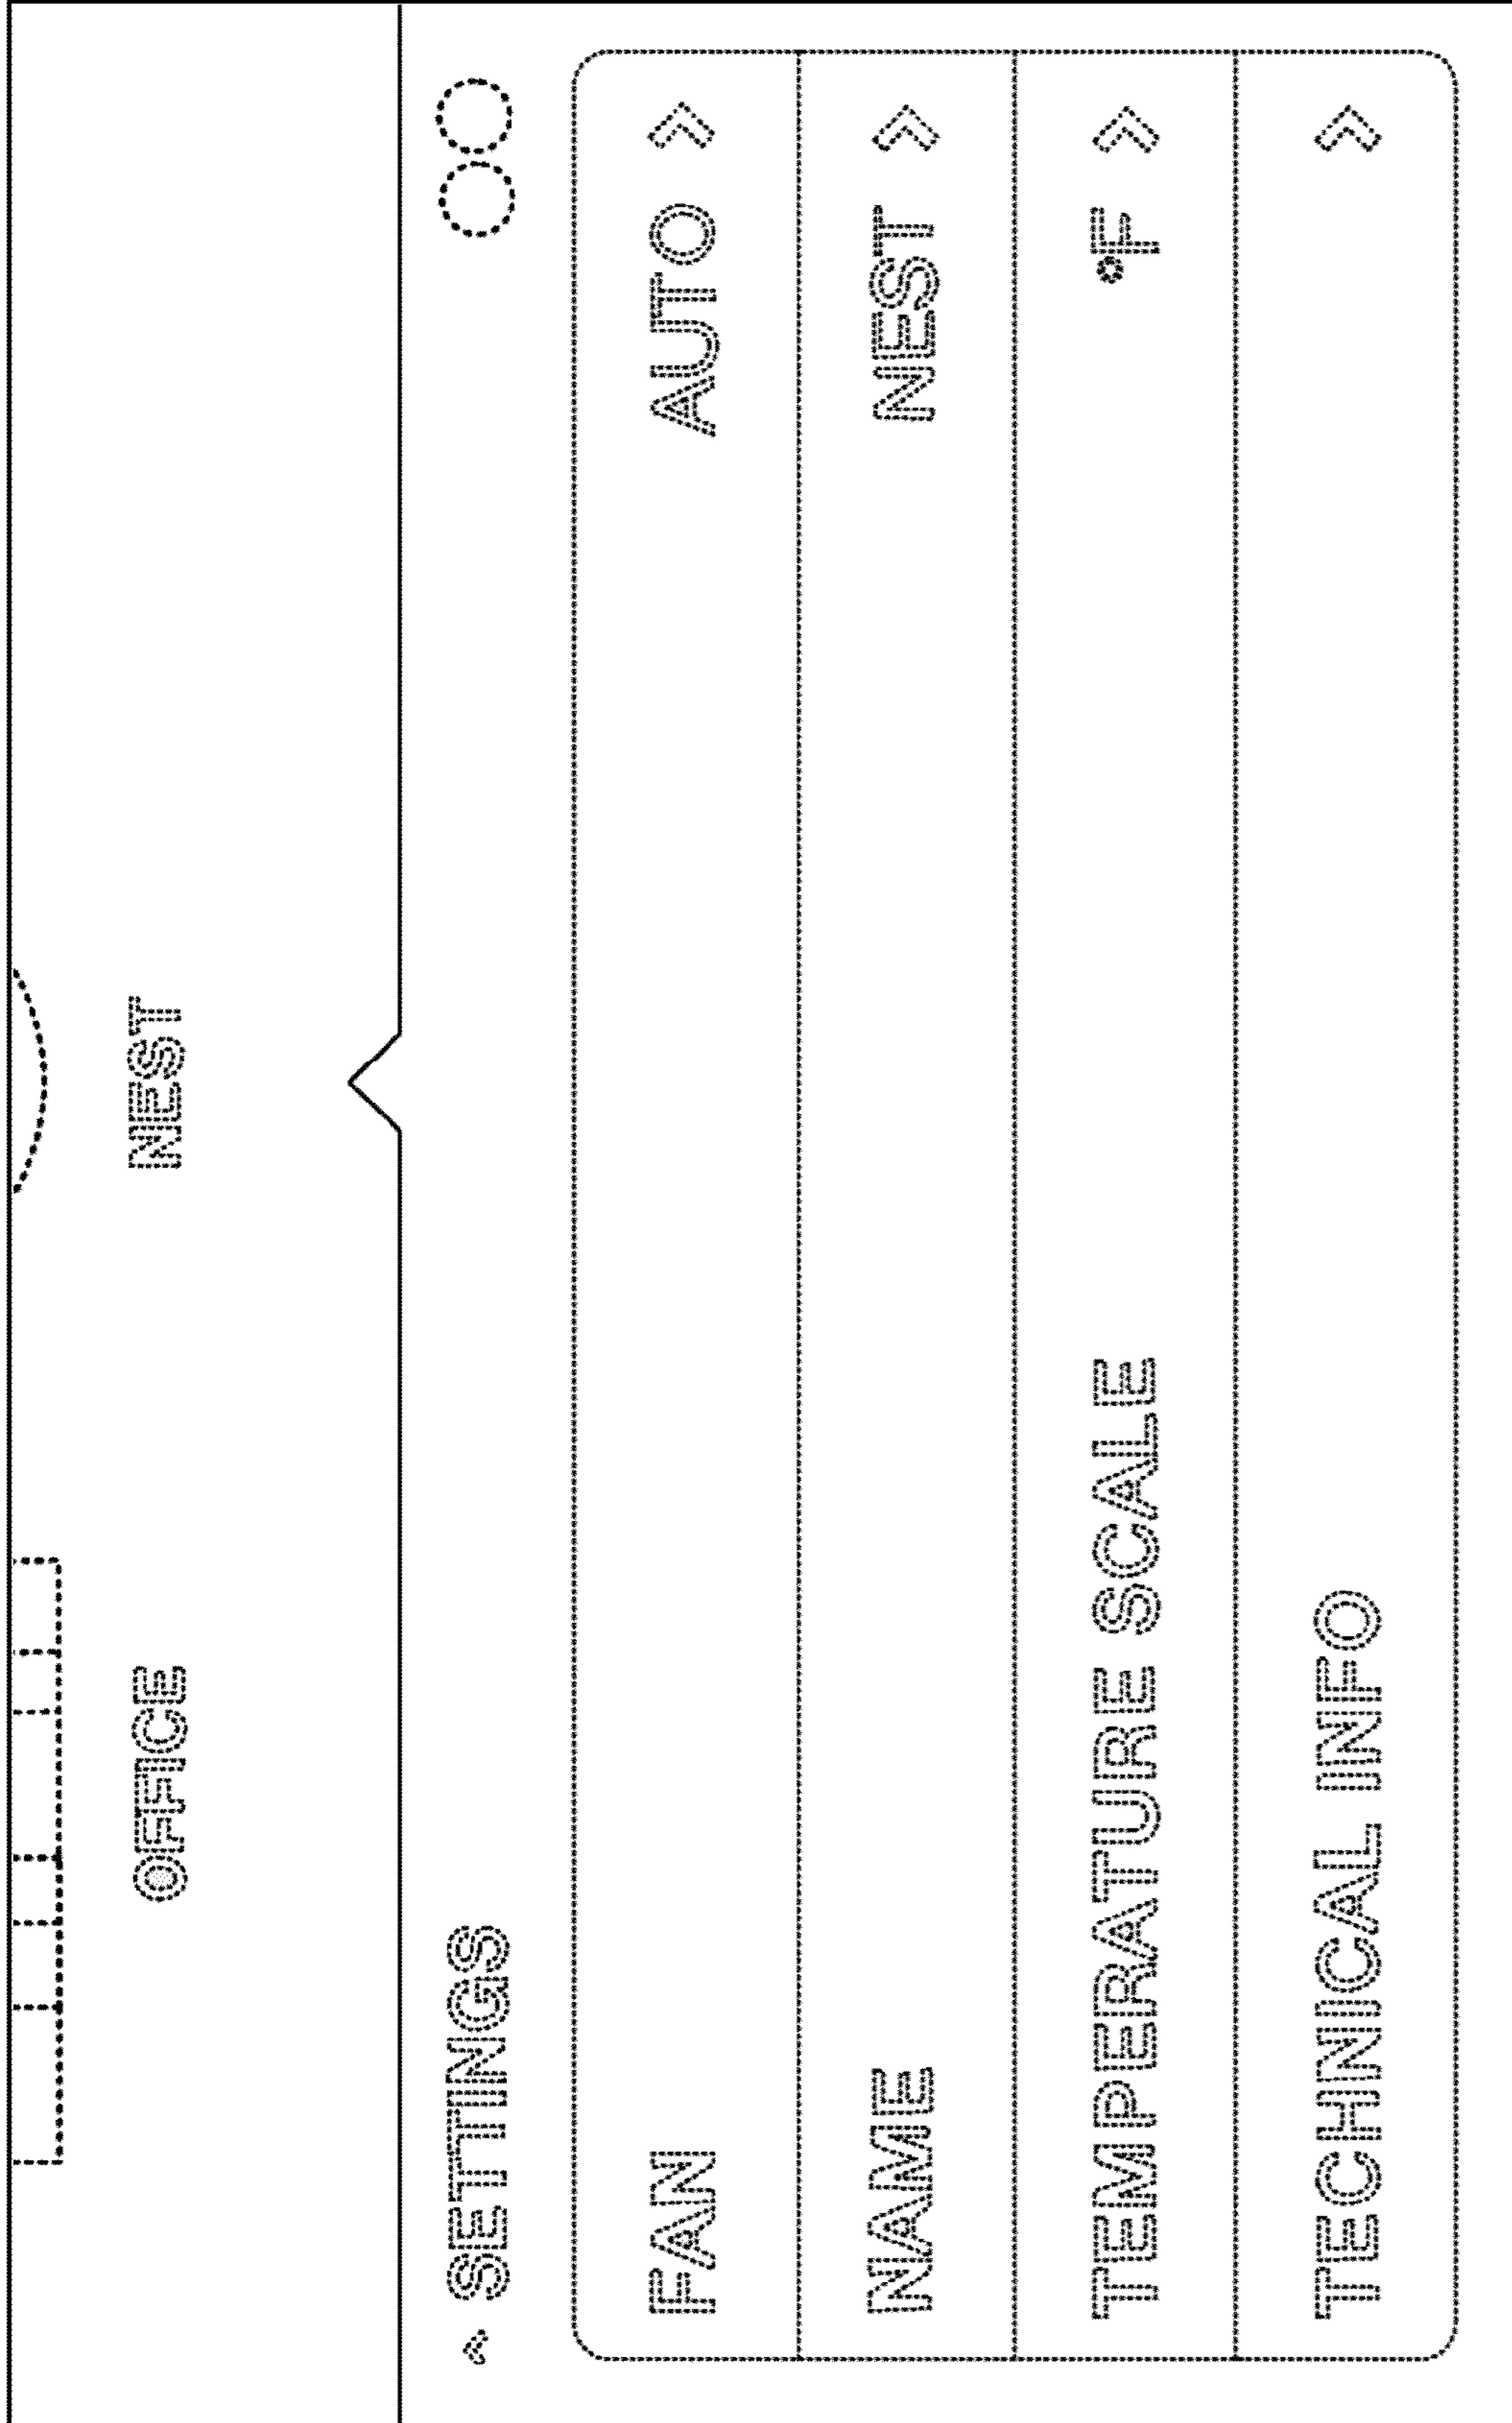 OFFICE NEST
SETTINGS
FAN AUTO
NAME NEST
TEMPERATURE SCALE °F
TECHNICAL INFO